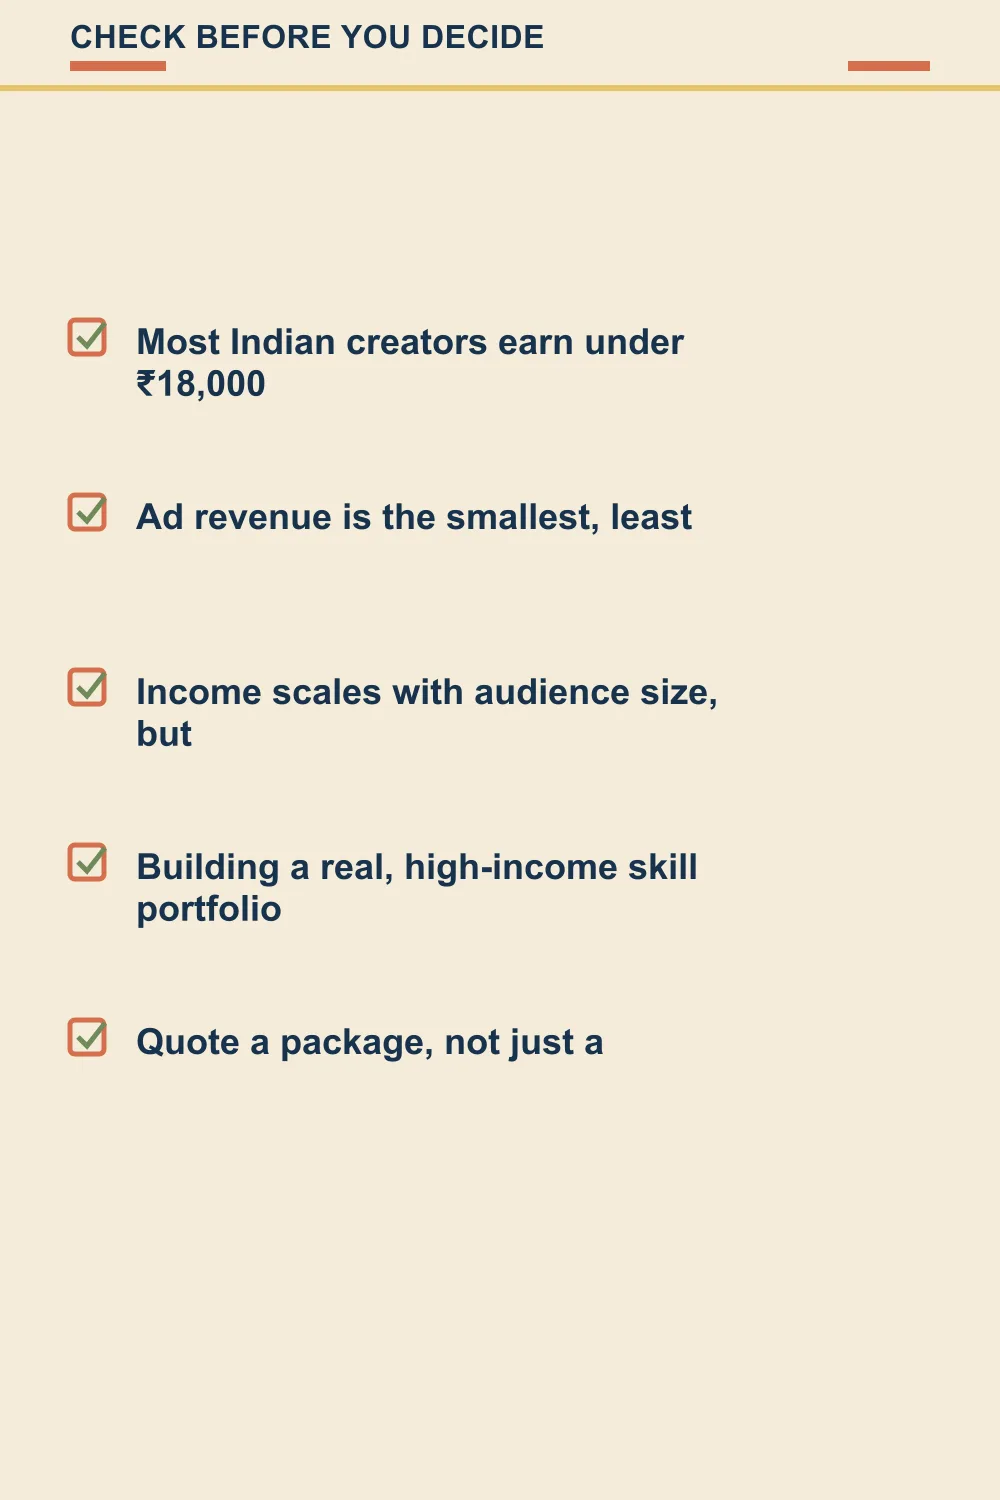 CHECK BEFORE YOU DECIDE
Most Indian creators earn under
₹18,000
Ad revenue is the smallest, least
Income scales with audience size,
but
Building a real, high-income skill
portfolio
Quote a package, not just a